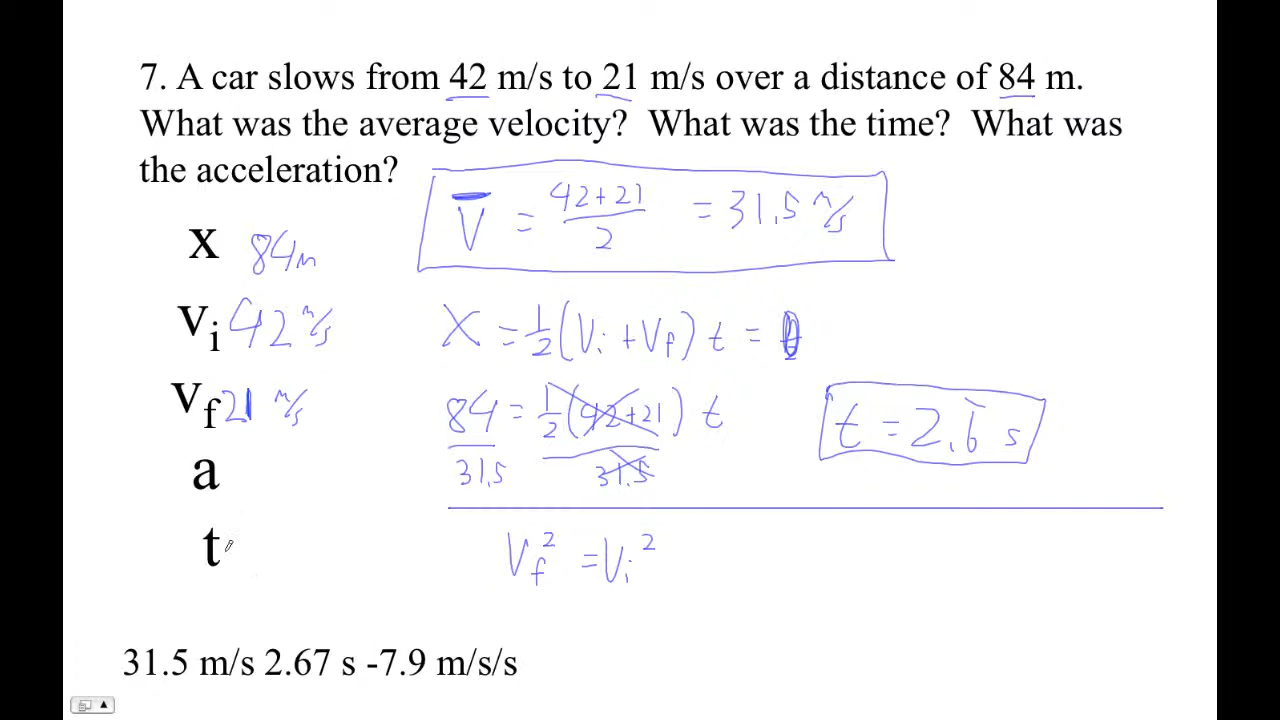 7. A car slows from 42 m/s to 21 m/s over a distance of 84 m.
What was the average velocity?  What was the time?  What was
the acceleration?
V̅ = (42+21)/2 = 31.5 m/s
x 84m
vi 42 m/s
X = 1/2 (Vi + Vf) t =
vf 21 m/s
84 = 1/2 (42+21) t
31.5 31.5
t = 2.6̅ s
a
t
Vf² = Vi²
31.5 m/s 2.67 s -7.9 m/s/s